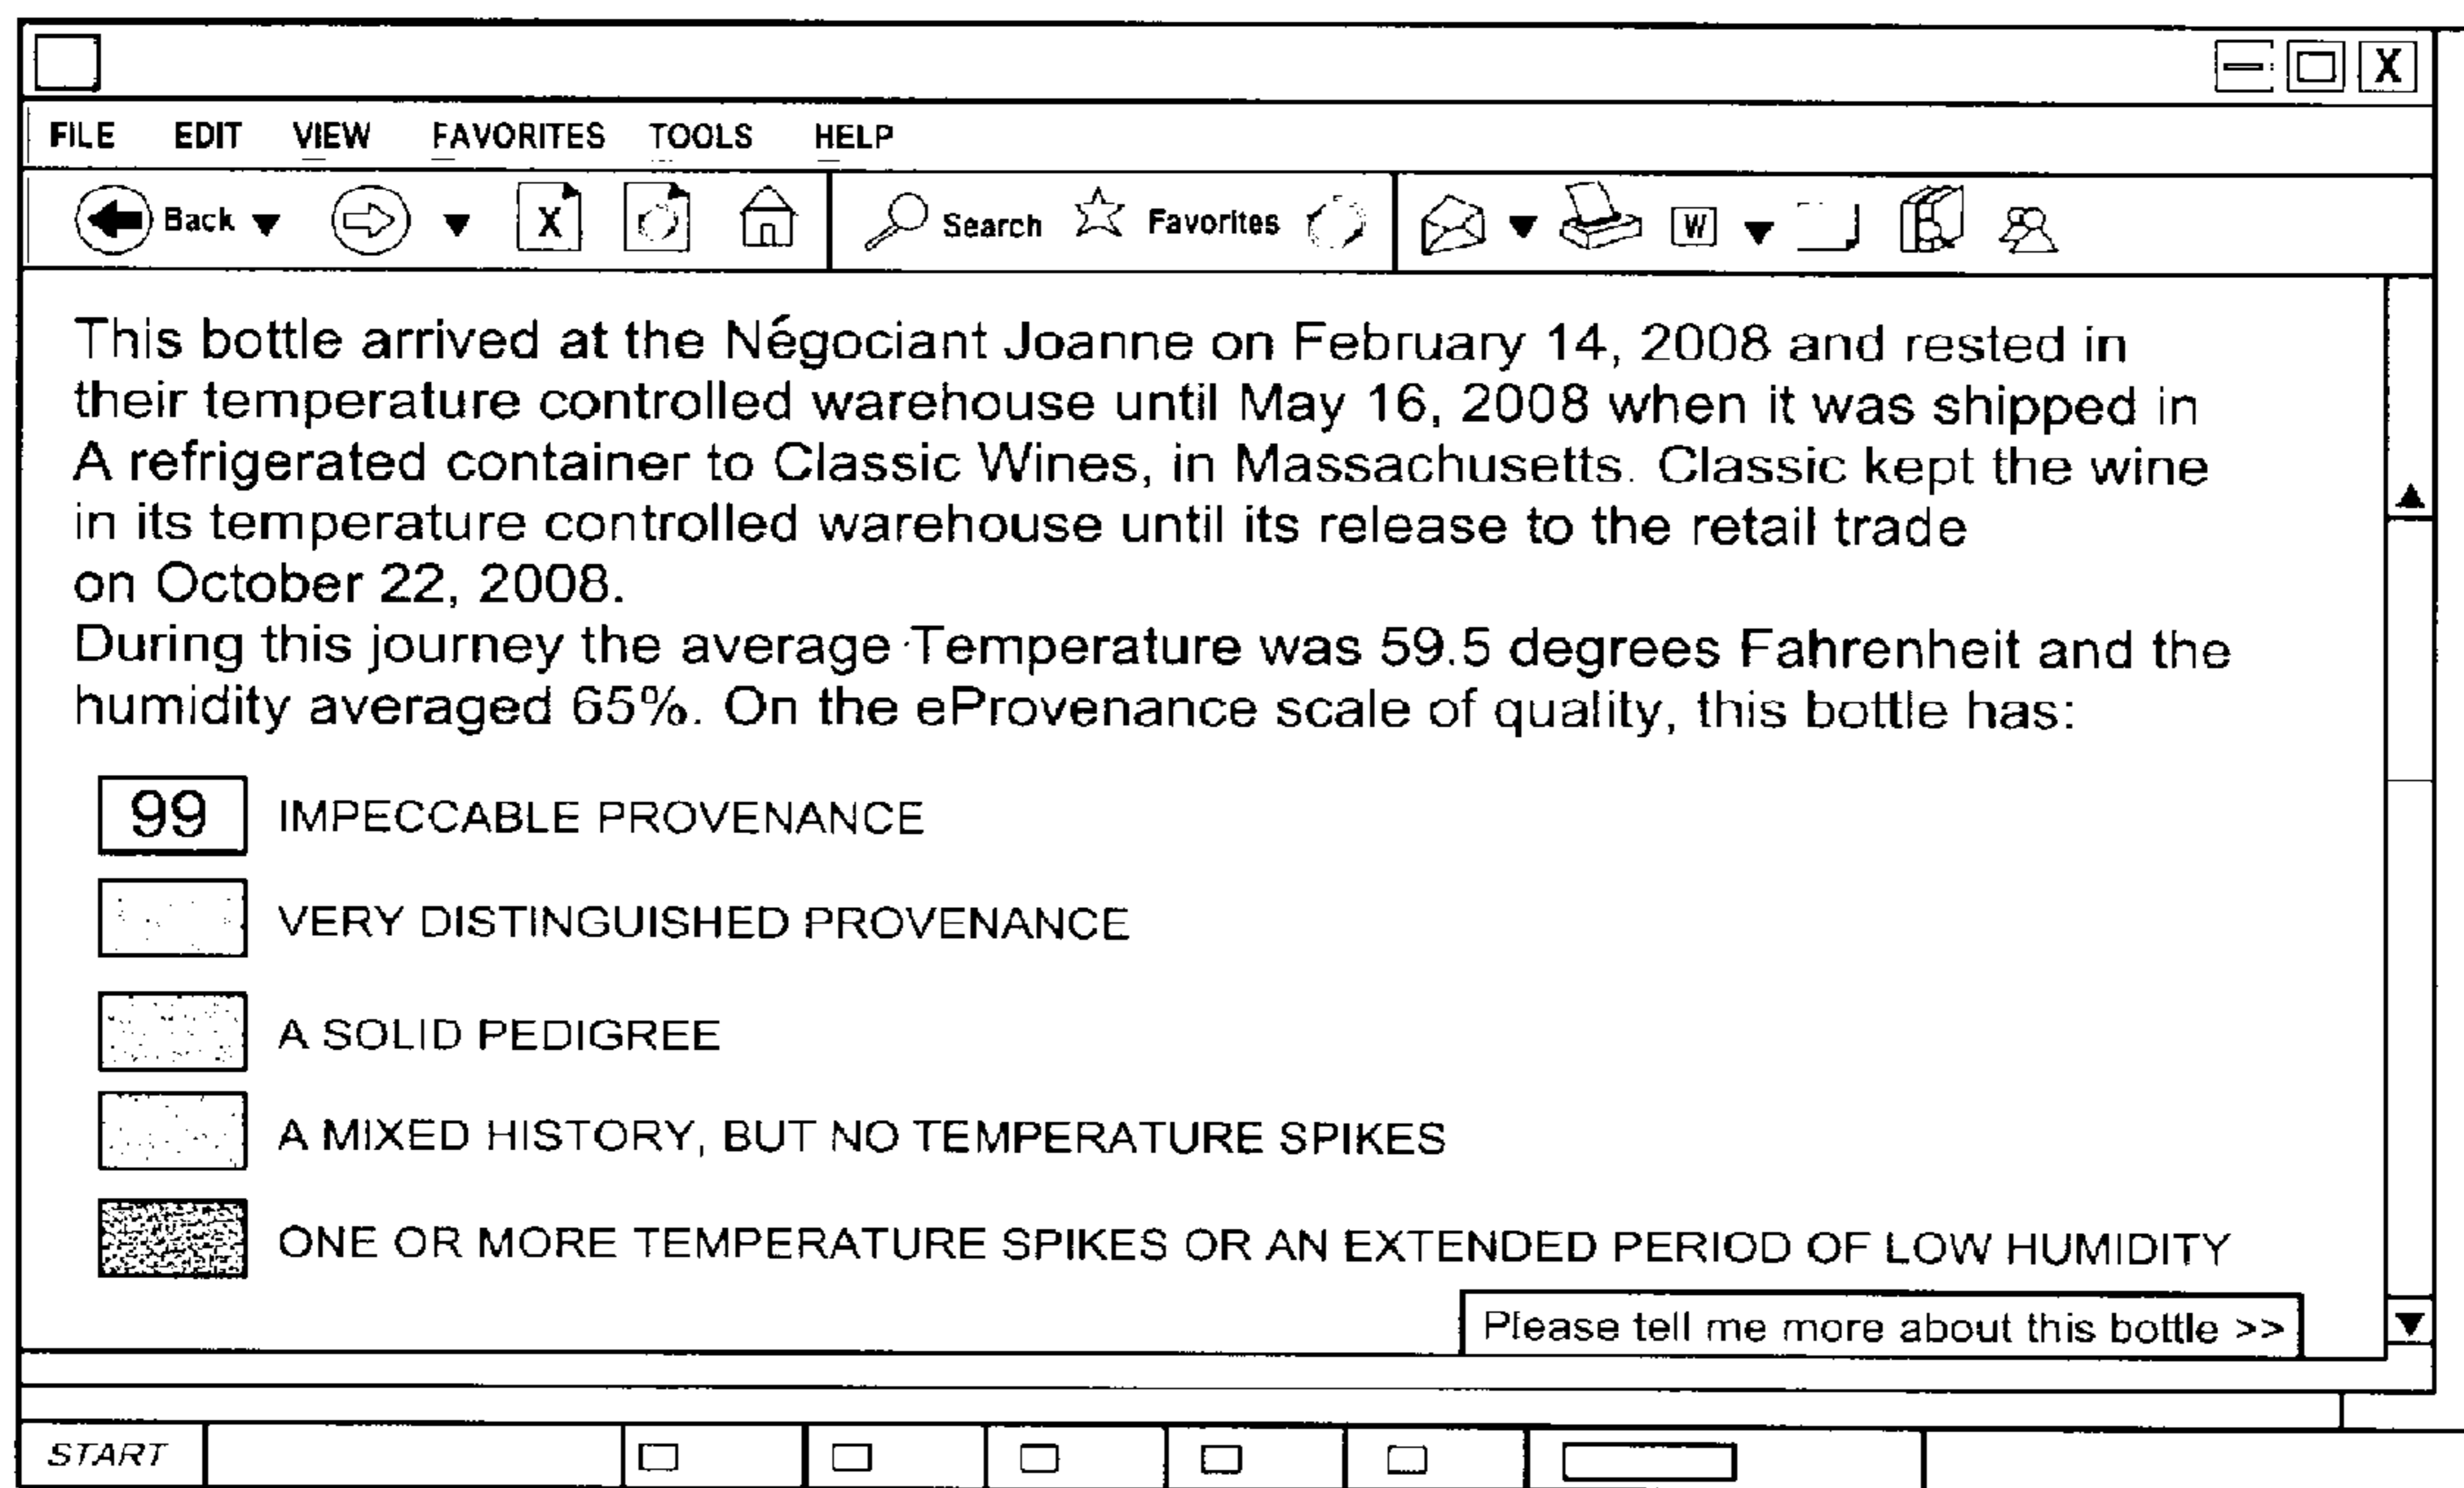 X
FILE EDIT VIEW FAVORITES TOOLS HELP
Back X Search Favorites W
This bottle arrived at the Négociant Joanne on February 14, 2008 and rested in
their temperature controlled warehouse until May 16, 2008 when it was shipped in
A refrigerated container to Classic Wines, in Massachusetts. Classic kept the wine
in its temperature controlled warehouse until its release to the retail trade
on October 22, 2008.
During this journey the average Temperature was 59.5 degrees Fahrenheit and the
humidity averaged 65%. On the eProvenance scale of quality, this bottle has:
99 IMPECCABLE PROVENANCE
VERY DISTINGUISHED PROVENANCE
A SOLID PEDIGREE
A MIXED HISTORY, BUT NO TEMPERATURE SPIKES
ONE OR MORE TEMPERATURE SPIKES OR AN EXTENDED PERIOD OF LOW HUMIDITY
Please tell me more about this bottle >>
START